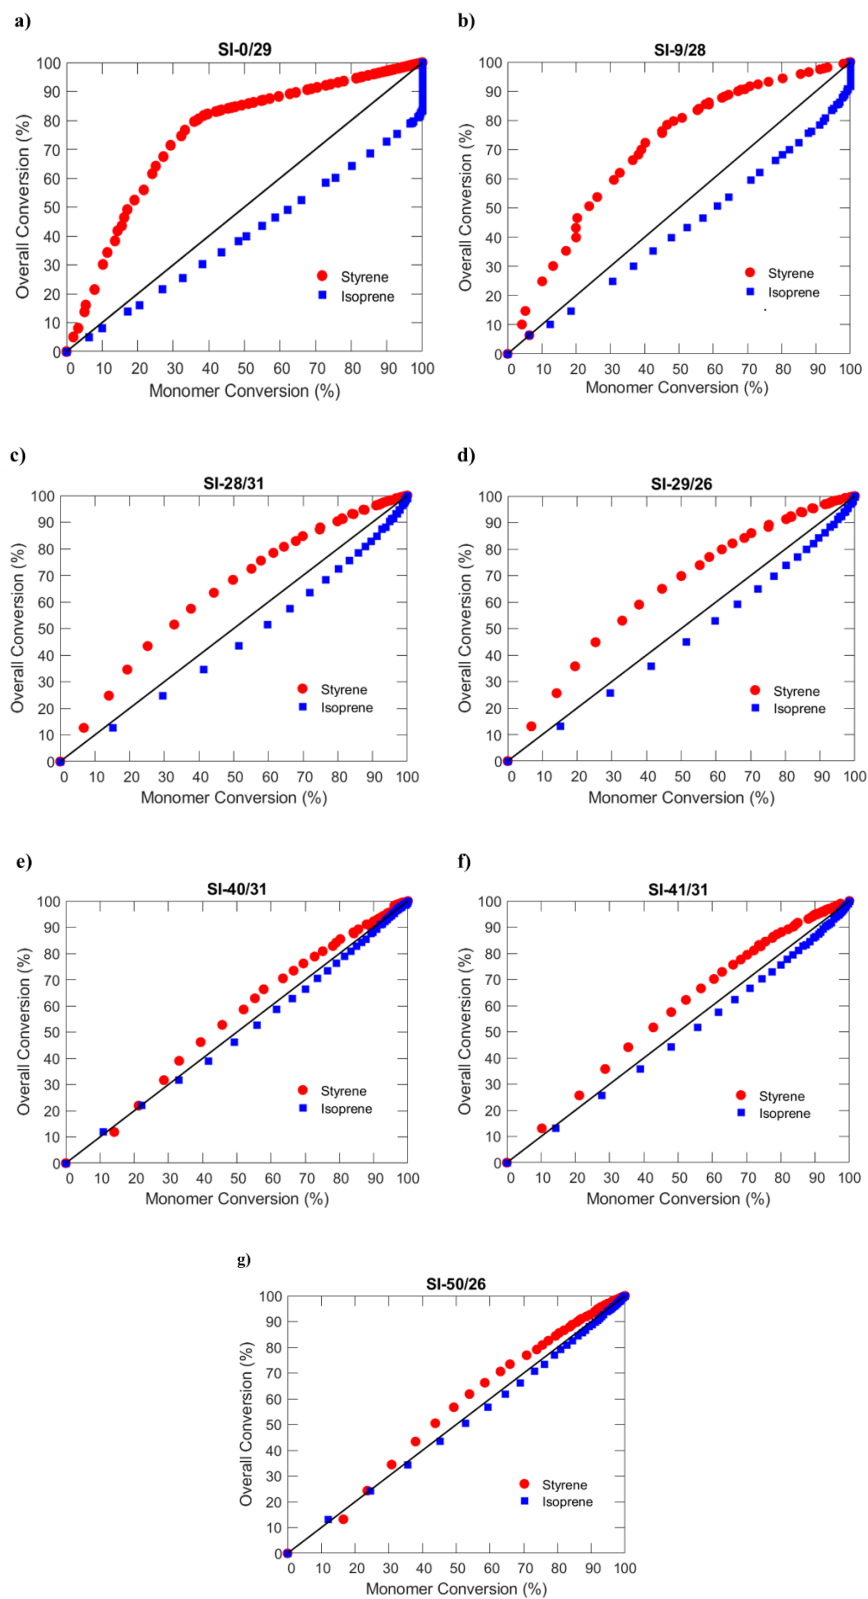 a)
SI-0/29
Overall Conversion (%)
100
90
80
70
60
50
40
30
20
10
0
Styrene
Isoprene
0 10 20 30 40 50 60 70 80 90 100
Monomer Conversion (%)
b)
SI-9/28
Overall Conversion (%)
100
90
80
70
60
50
40
30
20
10
0
Styrene
Isoprene
0 10 20 30 40 50 60 70 80 90 100
Monomer Conversion (%)
c)
SI-28/31
Overall Conversion (%)
100
90
80
70
60
50
40
30
20
10
0
Styrene
Isoprene
0 10 20 30 40 50 60 70 80 90 100
Monomer Conversion (%)
d)
SI-29/26
Overall Conversion (%)
100
90
80
70
60
50
40
30
20
10
0
Styrene
Isoprene
0 10 20 30 40 50 60 70 80 90 100
Monomer Conversion (%)
e)
SI-40/31
Overall Conversion (%)
100
90
80
70
60
50
40
30
20
10
0
Styrene
Isoprene
0 10 20 30 40 50 60 70 80 90 100
Monomer Conversion (%)
f)
SI-41/31
Overall Conversion (%)
100
90
80
70
60
50
40
30
20
10
0
Styrene
Isoprene
0 10 20 30 40 50 60 70 80 90 100
Monomer Conversion (%)
g)
SI-50/26
Overall Conversion (%)
100
90
80
70
60
50
40
30
20
10
0
Styrene
Isoprene
0 10 20 30 40 50 60 70 80 90 100
Monomer Conversion (%)